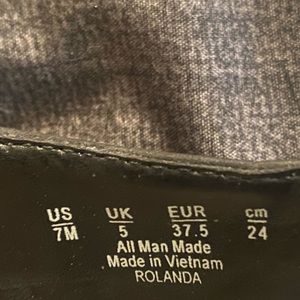 US UK EUR cm
7M 5 37.5 24
All Man Made
Made in Vietnam
ROLANDA